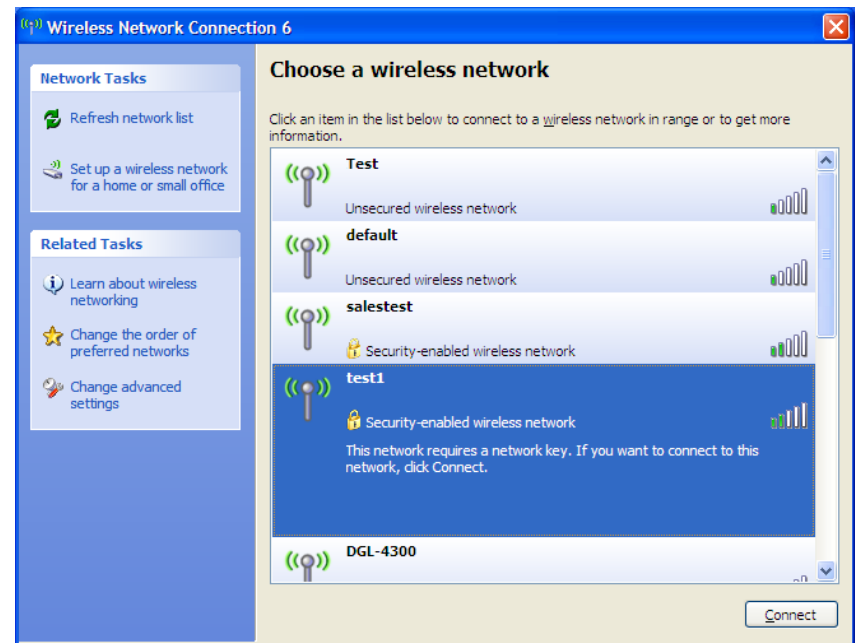 Wireless Network Connection 6
Network Tasks
Refresh network list
Set up a wireless network
for a home or small office
Related Tasks
Learn about wireless
networking
Change the order of
preferred networks
Change advanced
settings
Choose a wireless network
Click an item in the list below to connect to a wireless network in range or to get more
information.
Test
Unsecured wireless network
default
Unsecured wireless network
salestest
Security-enabled wireless network
test1
Security-enabled wireless network
This network requires a network key. If you want to connect to this
network, click Connect.
DGL-4300
Connect